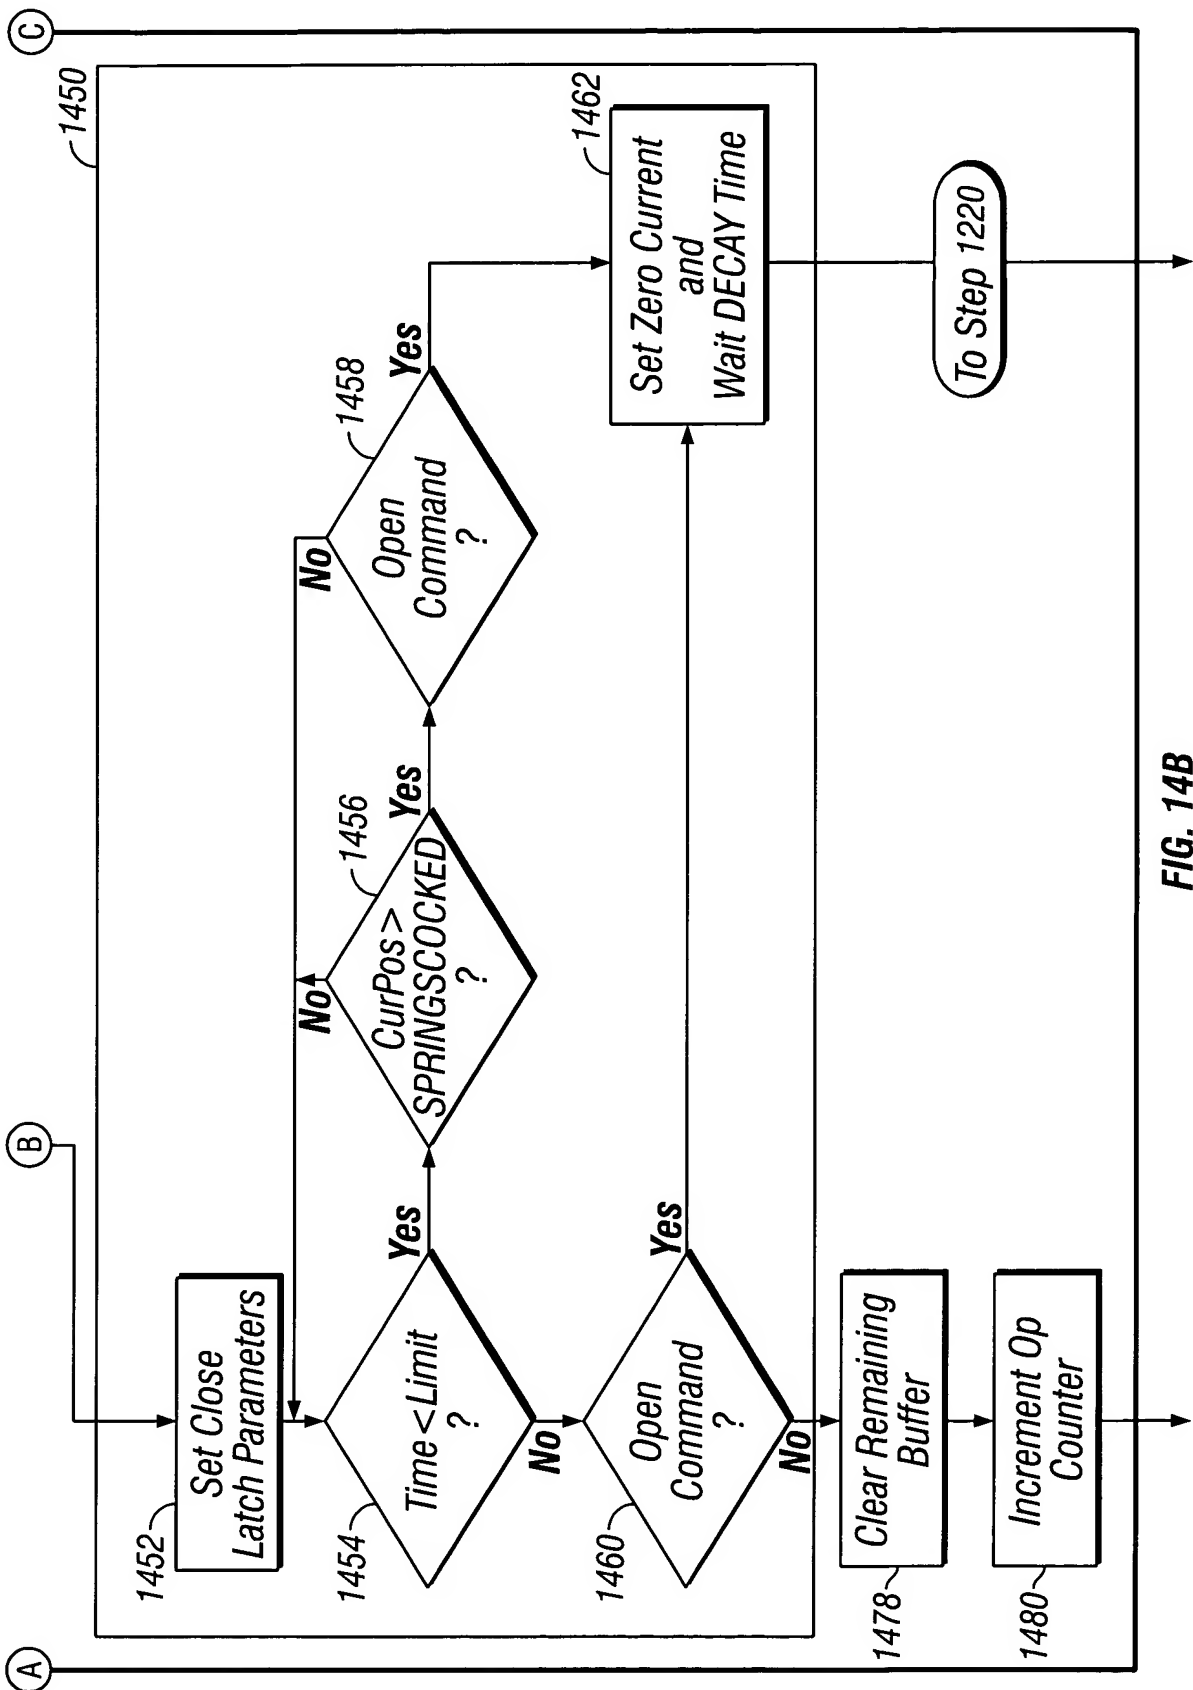 A
B
C
1450
1452
Set Close
Latch Parameters
1454
Time<Limit
?
Yes
No
1456
CurPos>
SPRINGSCOCKED
?
Yes
No
1458
Open
Command
?
Yes
No
1460
Open
Command
?
Yes
No
1462
Set Zero Current
and
Wait DECAY Time
To Step 1220
1478
Clear Remaining
Buffer
1480
Increment Op
Counter
FIG. 14B